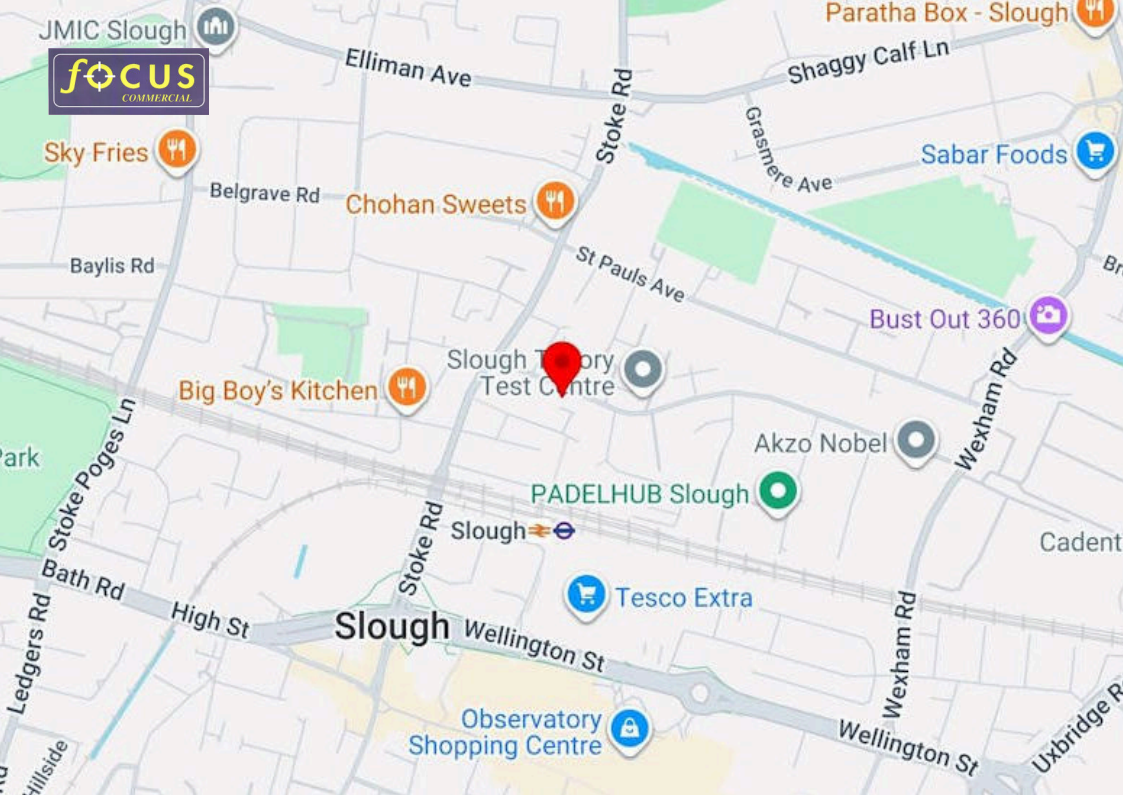 JMIC Slough
Paratha Box - Slough
fOCUS
COMMERCIAL
Elliman Ave
Shaggy Calf Ln
Stoke Rd
Grasmere Ave
Sky Fries
Sabar Foods
Belgrave Rd
Chohan Sweets
Baylis Rd
St Pauls Ave
Bust Out 360
Slough
Test Centre
Big Boy's Kitchen
Wexham Rd
Akzo Nobel
Park
Stoke Poges Ln
PADELHUB Slough
Slough
Stoke Rd
Cadent
Bath Rd
Tesco Extra
High St
Slough
Wellington St
Ledgers Rd
Wexham Rd
Observatory
Shopping Centre
Wellington St
Uxbridge R
Hillside